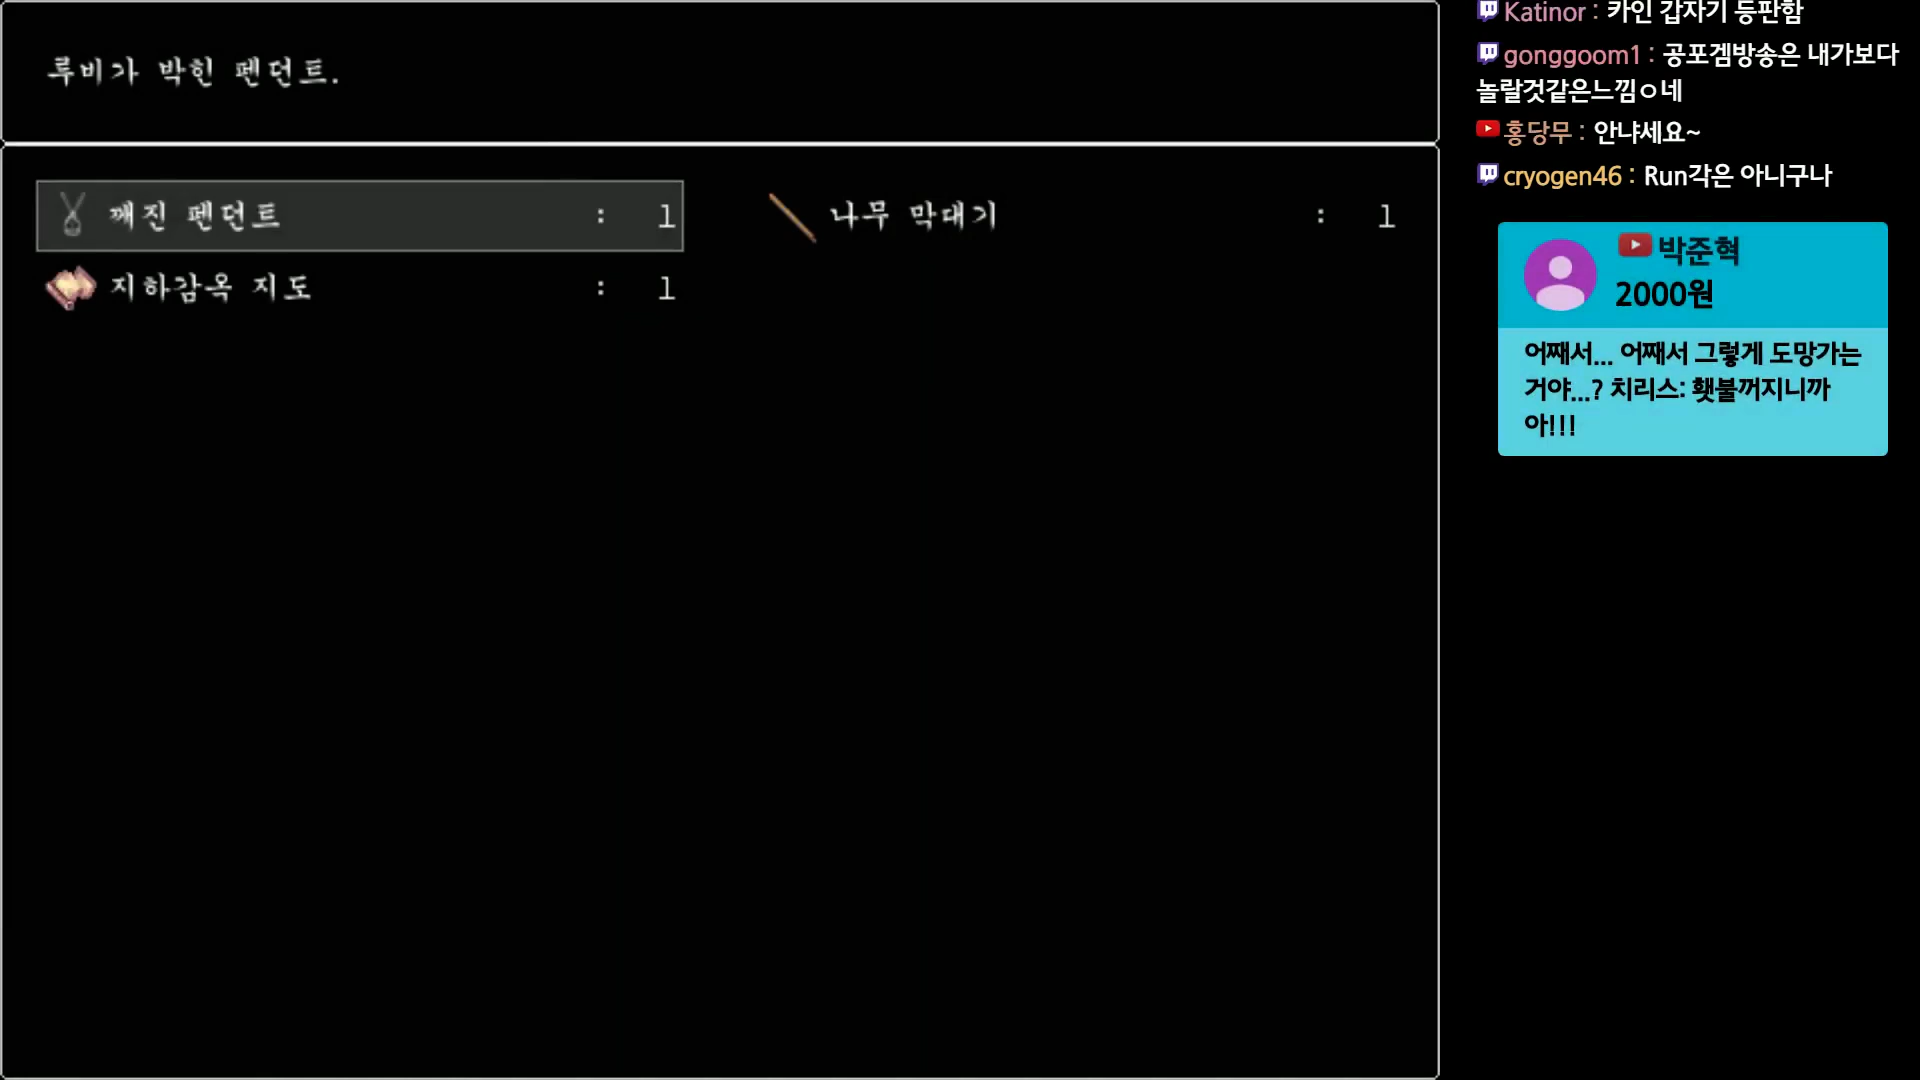 루비가 박힌 펜던트.
깨진 펜던트 : 1
나무 막대기 : 1
지하감옥 지도 : 1
Katinor : 카인 갑자기 등판함
gonggoom1 : 공포겜방송은 내가보다
놀랄것같은느낌ㅇ네
홍당무 : 안냐세요~
cryogen46 : Run각은 아니구나
박준혁
2000원
어째서... 어째서 그렇게 도망가는
거야...? 치리스: 횃불꺼지니까
아!!!